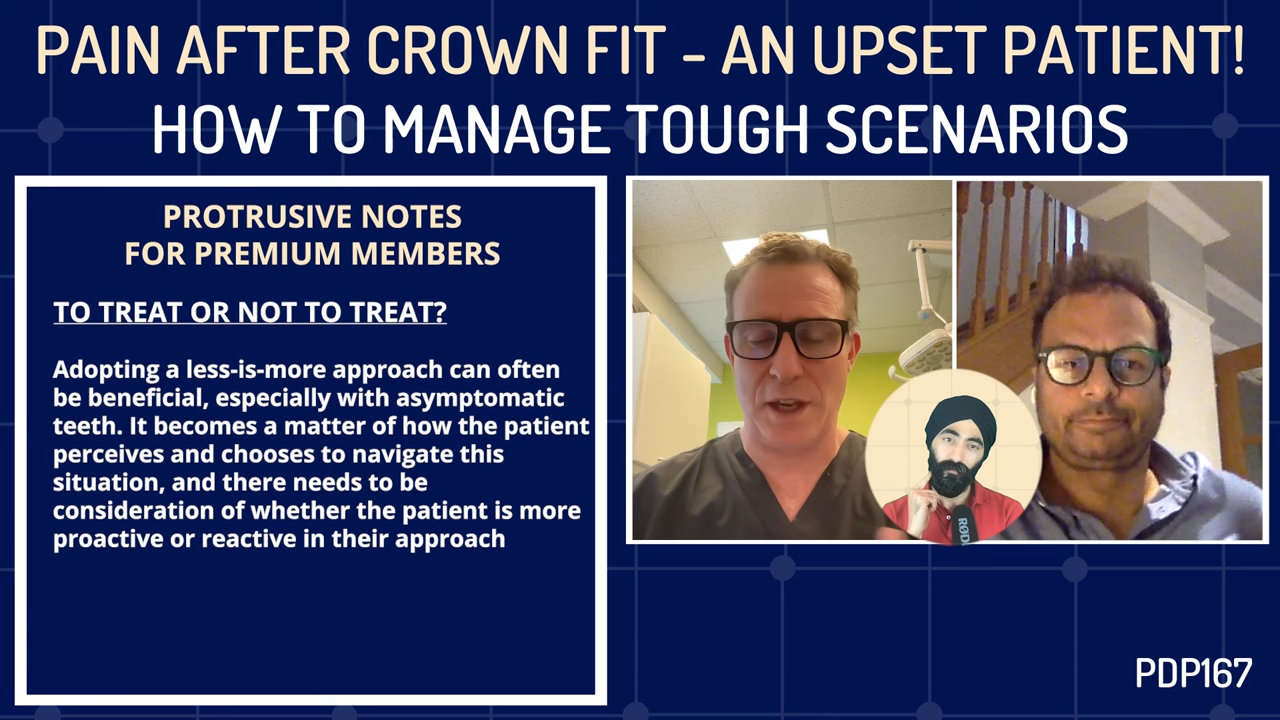 PAIN AFTER CROWN FIT - AN UPSET PATIENT!
HOW TO MANAGE TOUGH SCENARIOS
PROTRUSIVE NOTES
FOR PREMIUM MEMBERS
TO TREAT OR NOT TO TREAT?
Adopting a less-is-more approach can often
be beneficial, especially with asymptomatic
teeth. It becomes a matter of how the patient
perceives and chooses to navigate this
situation, and there needs to be
consideration of whether the patient is more
proactive or reactive in their approach
RØDE
PDP167